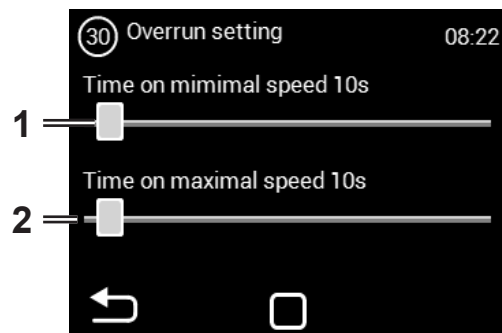 30 Overrun setting 08:22
Time on mimimal speed 10s
1
Time on maximal speed 10s
2